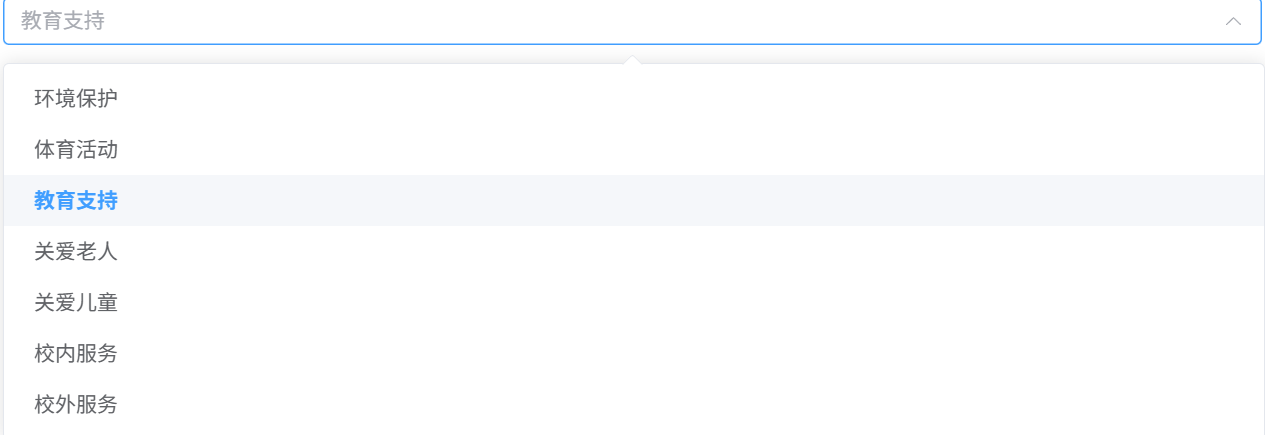 教育支持
环境保护
体育活动
教育支持
关爱老人
关爱儿童
校内服务
校外服务